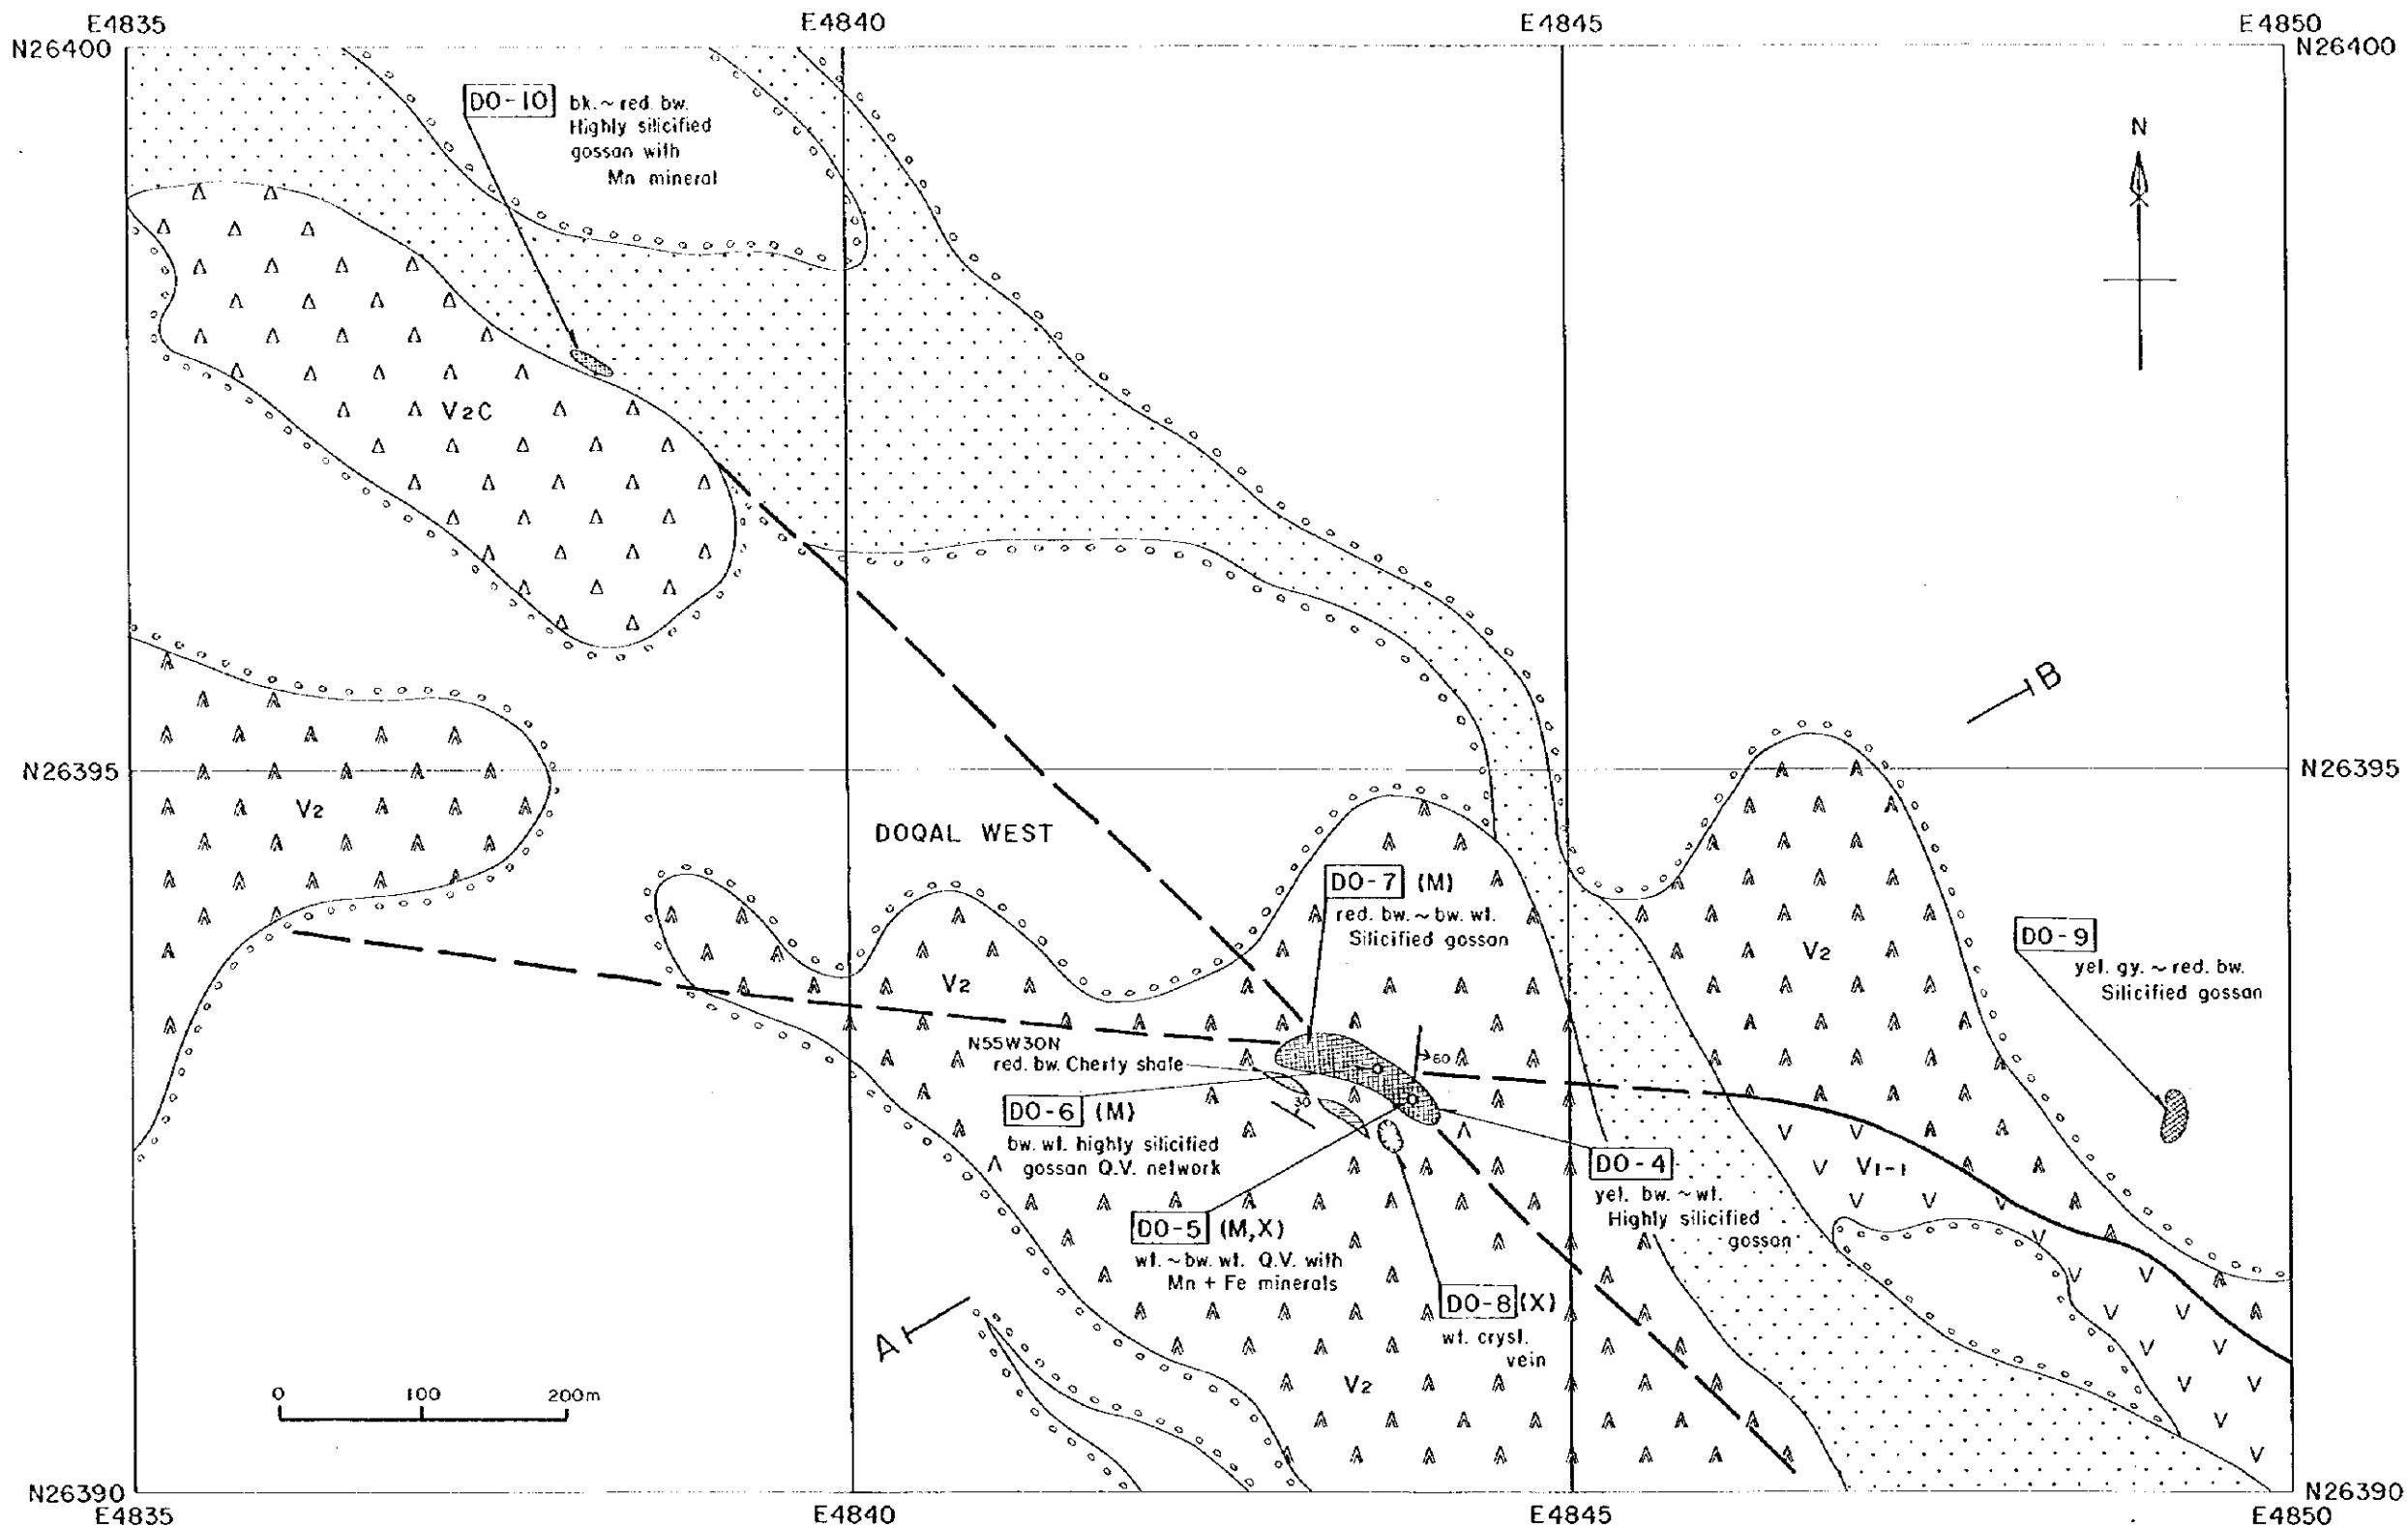 E4835 E4840 E4845 E4850
N26400 N26400
DO-10 bk.~red. bw.
Highly silicified
gossan with
Mn mineral
N
V2C
B
N26395 N26395
V2
DOQAL WEST
DO-7 (M)
red. bw.~bw. wt.
Silicified gossan
V2
DO-9
yel. gy.~red. bw.
Silicified gossan
V2
N55W30N
red. bw. Cherty shale
60
DO-6 (M)
30
bw. wt. highly silicified
gossan Q.V. network
DO-4
V1-1
yel. bw.~wt.
Highly silicified
gossan
DO-5 (M,X)
wt.~bw. wt. Q.V. with
Mn + Fe minerals
DO-8 (X)
wt. cryst.
vein
A
V2
0 100 200m
N26390 N26390
E4835 E4840 E4845 E4850